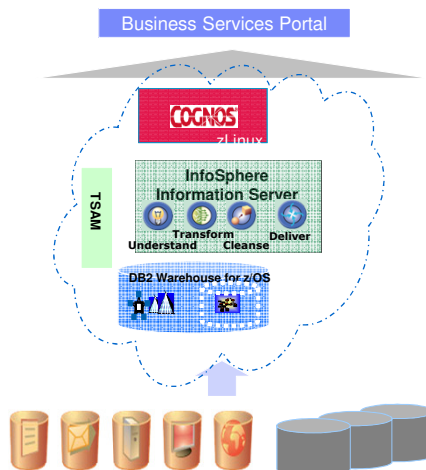 Business Services Portal
COGNOS
zLinux
TSAM
InfoSphere
Information Server
Transform
Deliver
Understand
Cleanse
DB2 Warehouse for z/OS